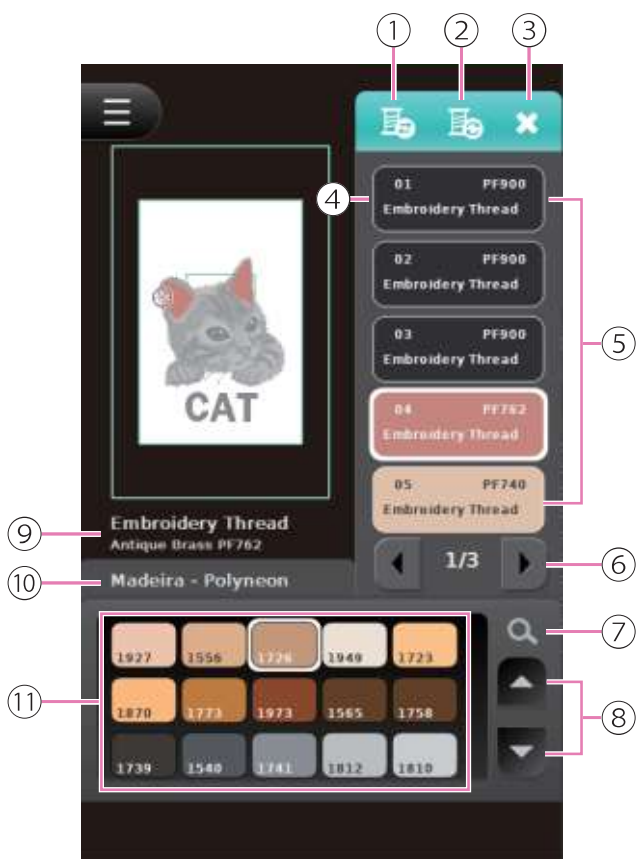 ① ② ③
④
01 PF900
Embroidery Thread
02 PF900
Embroidery Thread
03 PF900
Embroidery Thread
⑤
CAT
04 PF762
Embroidery Thread
05 PF740
Embroidery Thread
⑨
Embroidery Thread
Antique Brass PF762
1/3
⑥
⑩
Madeira - Polyneon
⑦
1927 1556 1726 1949 1723
⑪
1870 1773 1973 1565 1758
⑧
1739 1540 1741 1812 1810